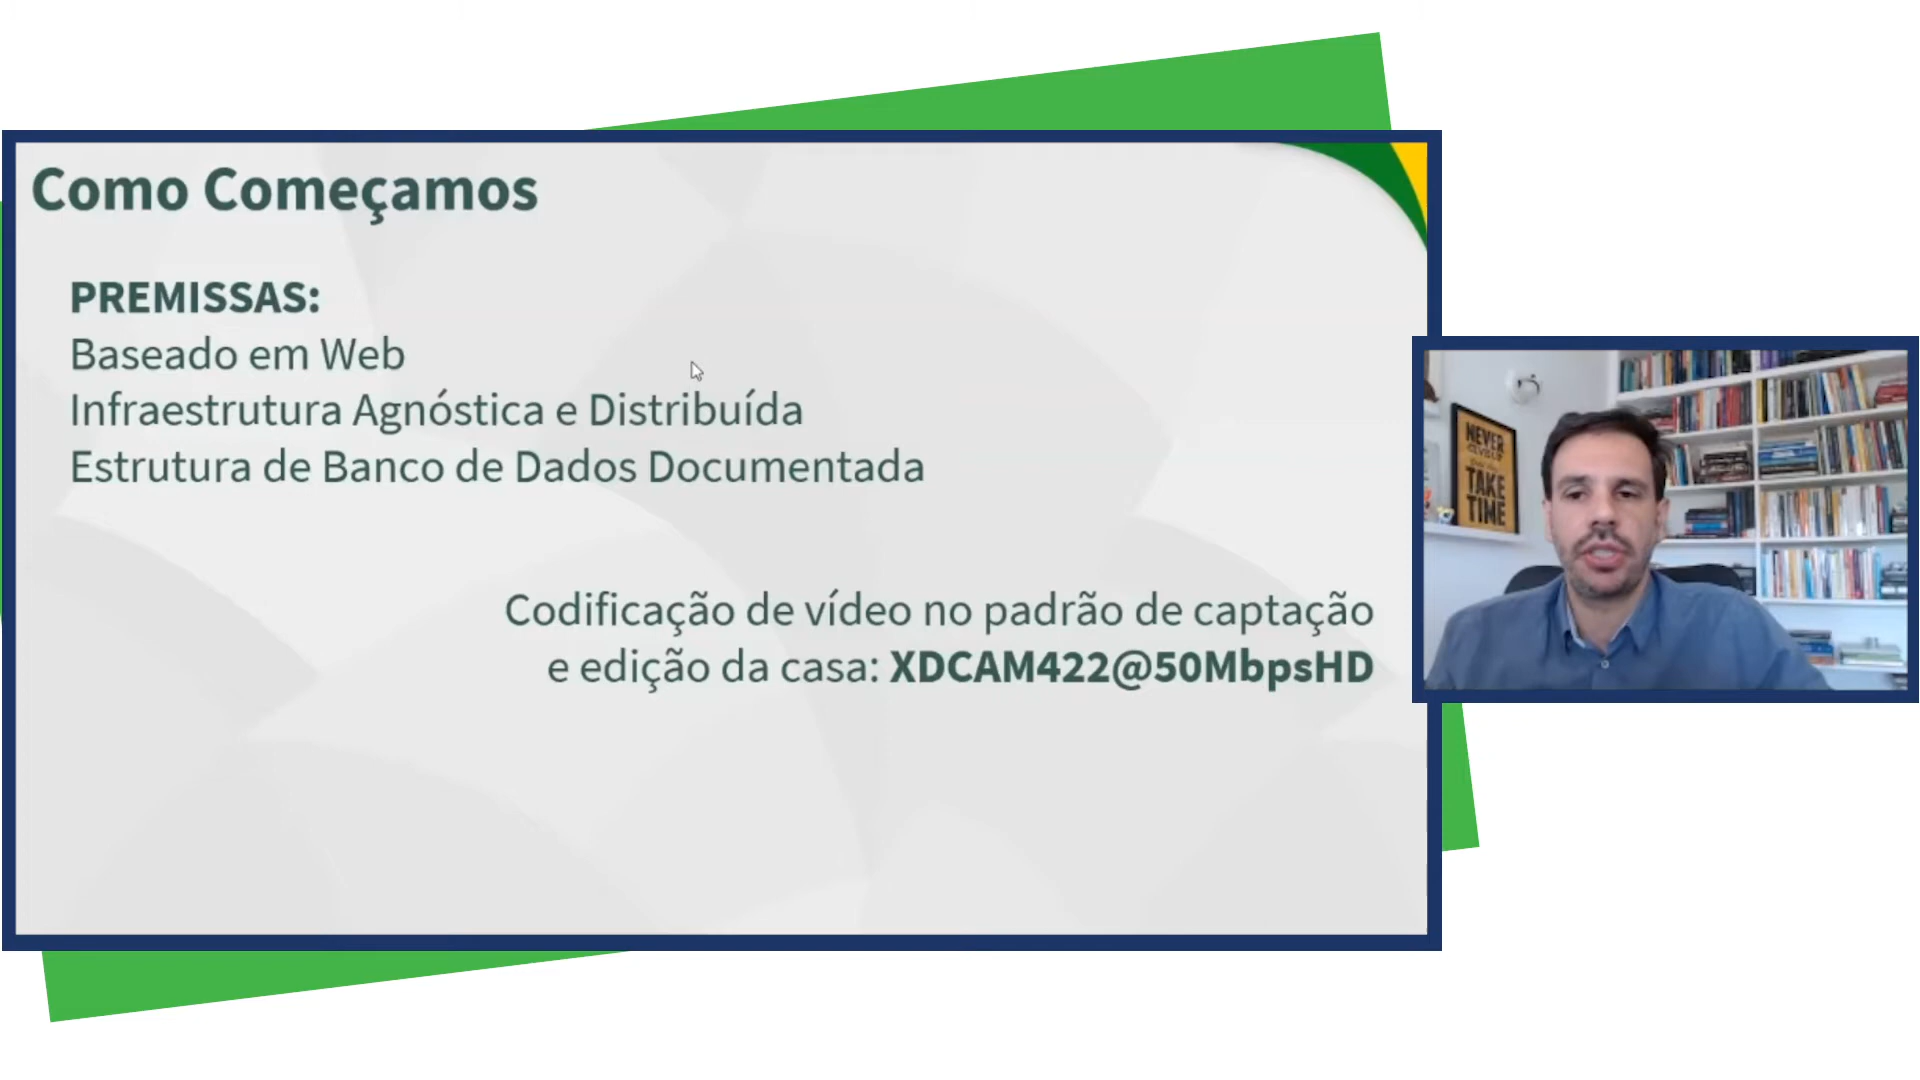 Como Começamos
PREMISSAS:
Baseado em Web
Infraestrutura Agnóstica e Distribuída
Estrutura de Banco de Dados Documentada
Codificação de vídeo no padrão de captação
e edição da casa: XDCAM422@50MbpsHD
NEVER
TAKE
TIME